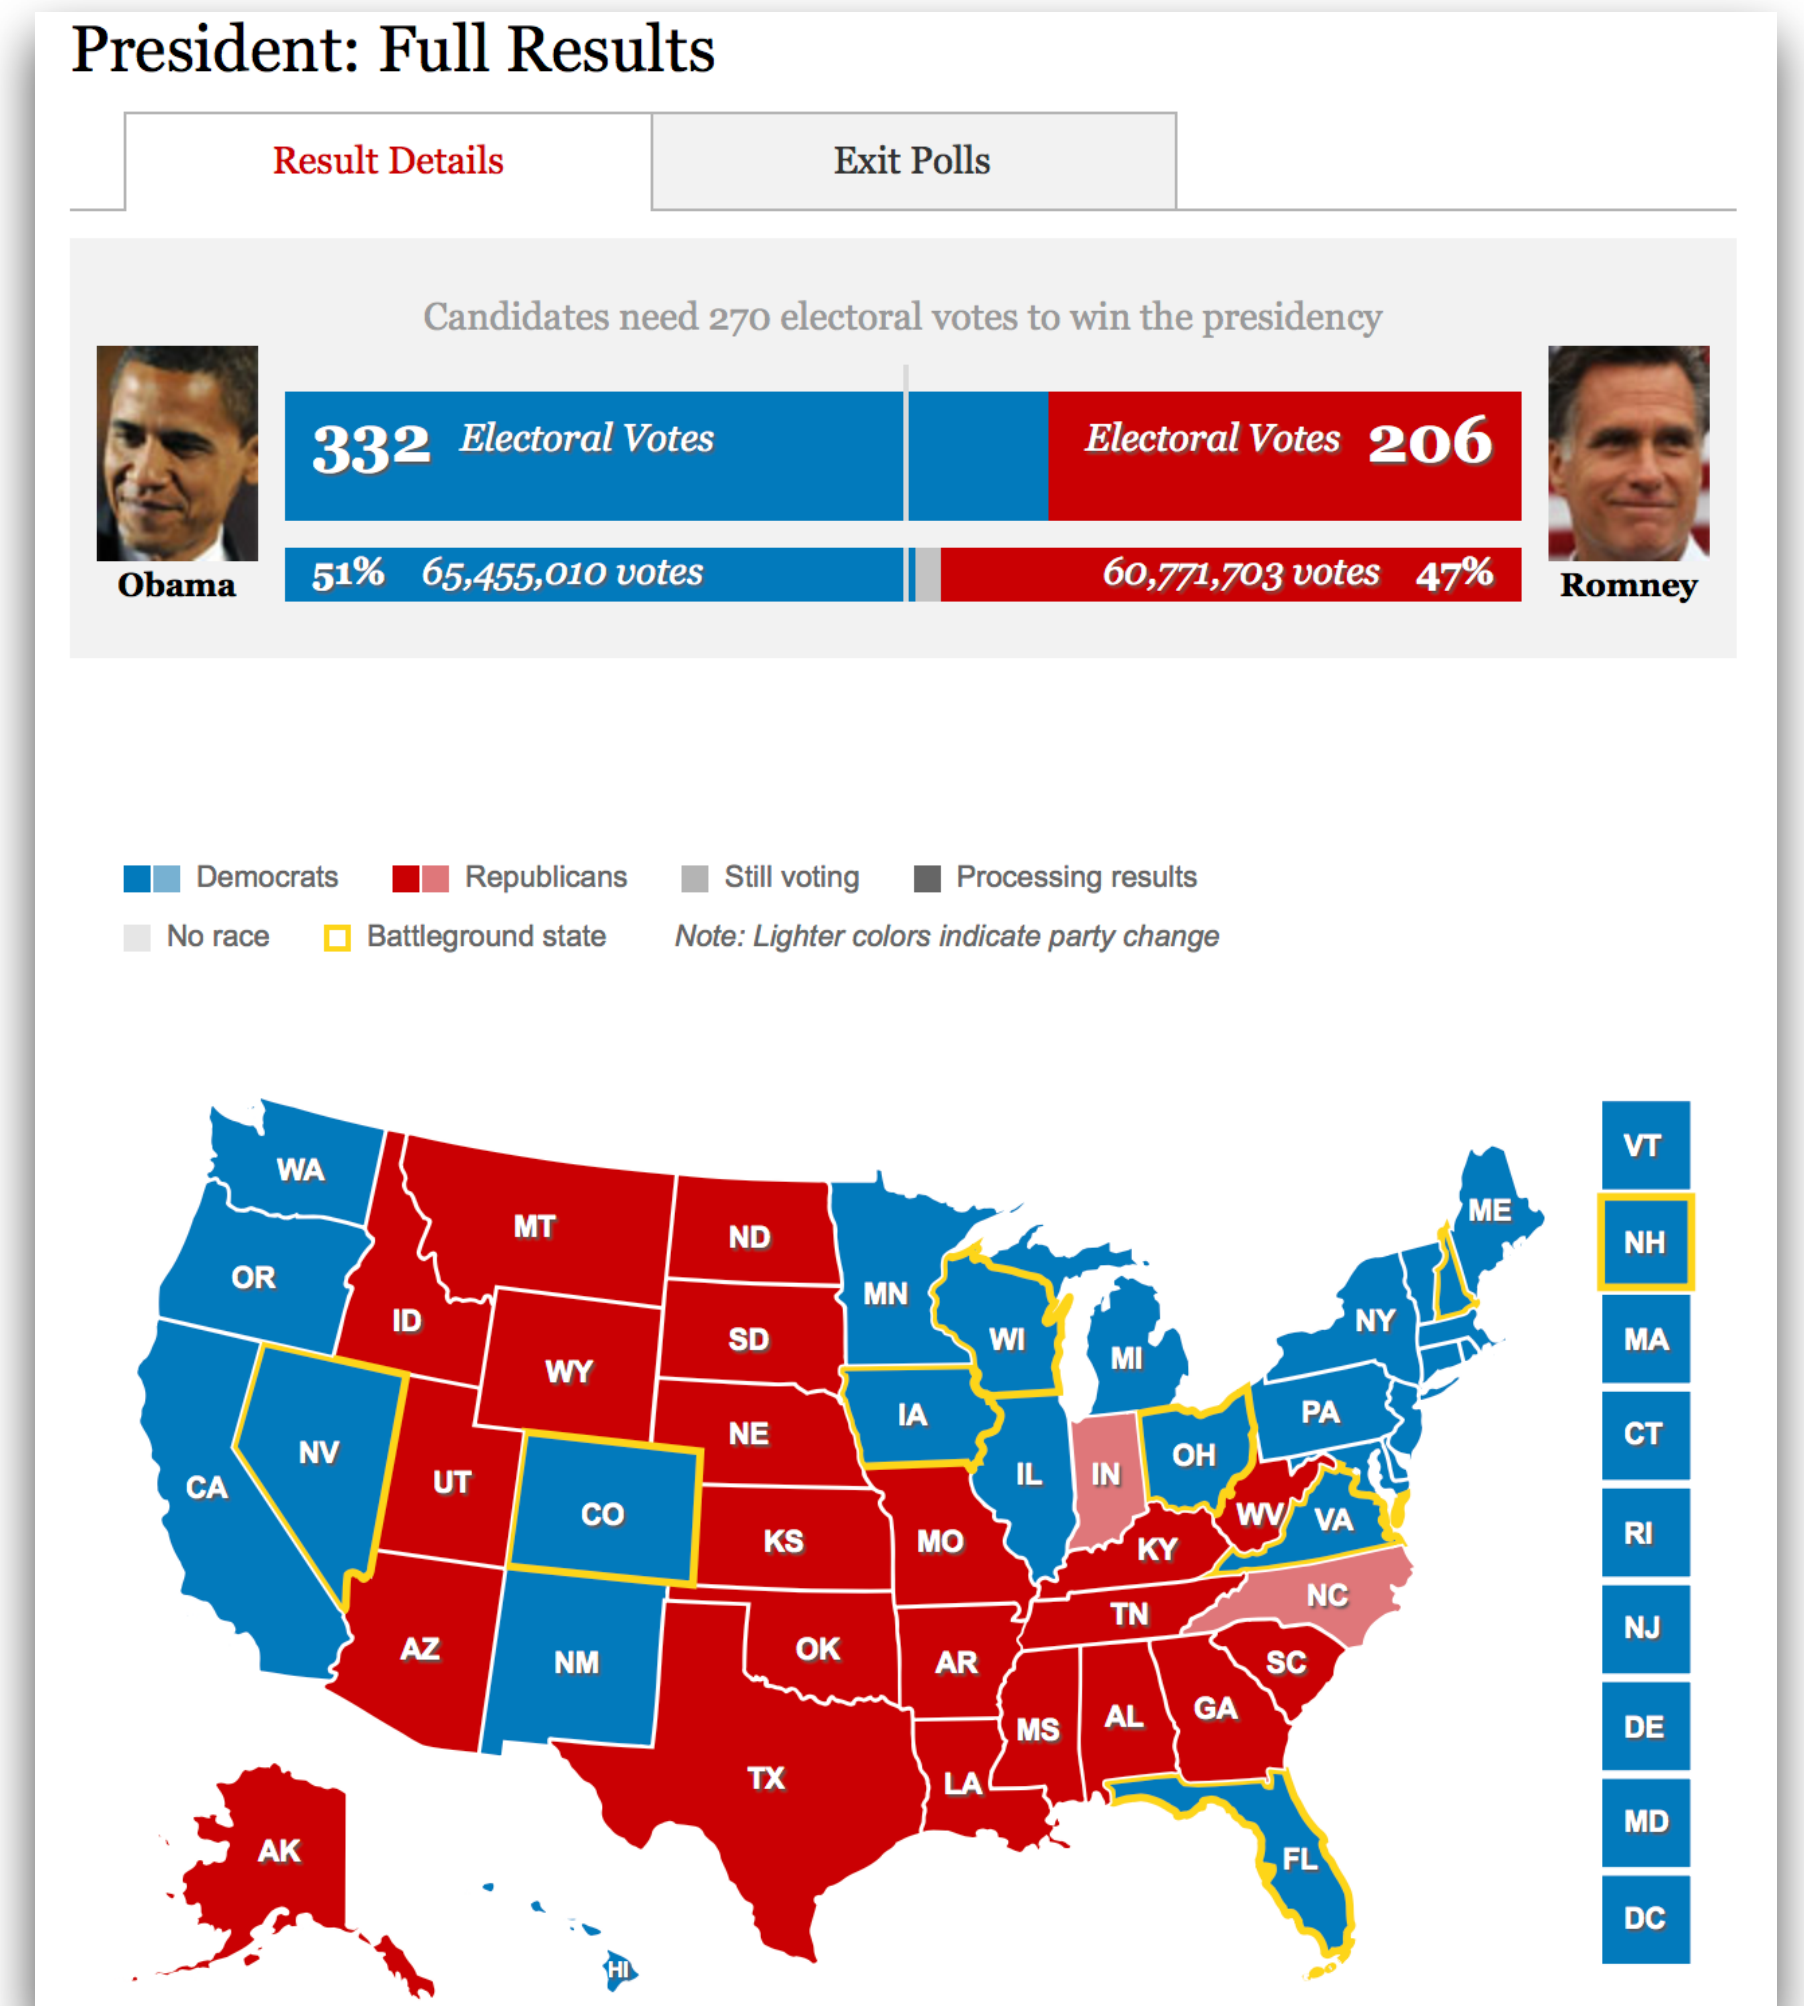 President: Full Results
Result Details
Exit Polls
Candidates need 270 electoral votes to win the presidency
332 Electoral Votes
Electoral Votes 206
51% 65,455,010 votes
60,771,703 votes 47%
Obama
Romney
Democrats
Republicans
Still voting
Processing results
No race
Battleground state
Note: Lighter colors indicate party change
WA
MT
ND
OR
ID
MN
ME
VT
NH
SD
WI
NY
MA
WY
MI
IA
PA
NE
CT
NV
OH
UT
IL
IN
CA
CO
WV
VA
RI
KS
MO
KY
NC
TN
NJ
AZ
OK
NM
AR
SC
GA
AL
MS
DE
TX
LA
MD
AK
FL
DC
HI